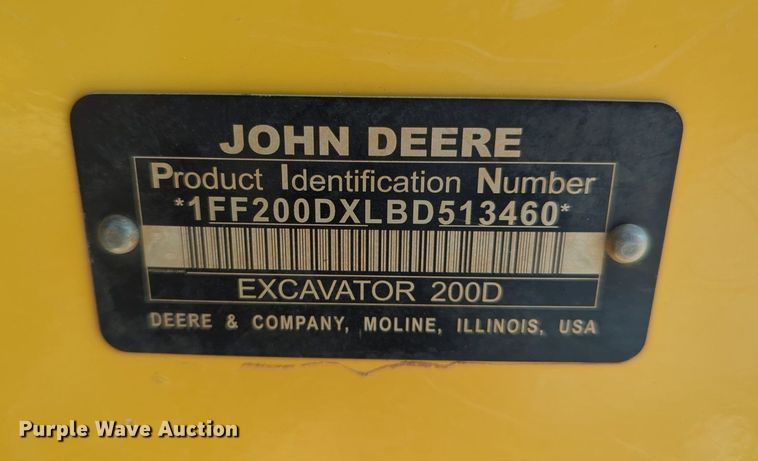 JOHN DEERE
Product Identification Number
*1FF200DXLBD513460*
EXCAVATOR 200D
DEERE & COMPANY, MOLINE, ILLINOIS, USA
Purple Wave Auction